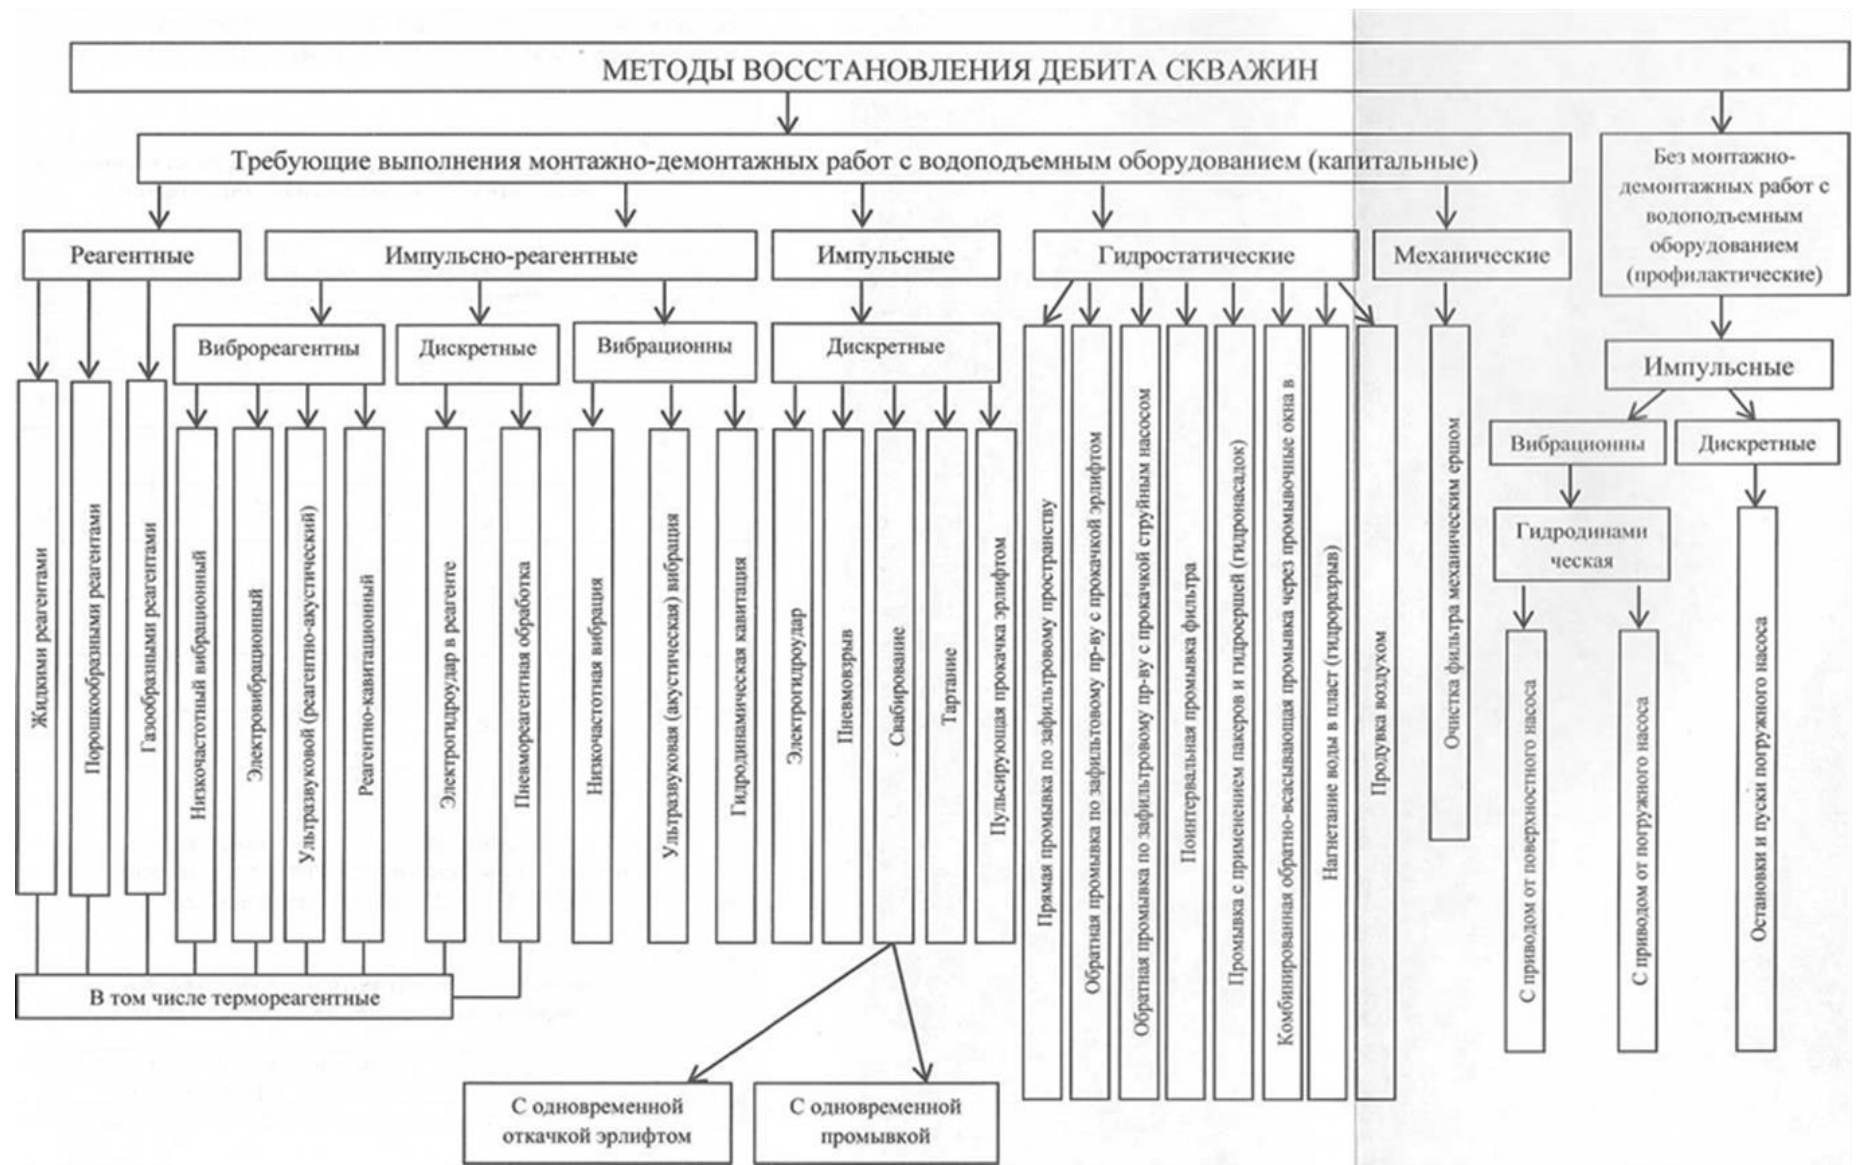 МЕТОДЫ ВОССТАНОВЛЕНИЯ ДЕБИТА СКВАЖИН
Требующие выполнения монтажно-демонтажных работ с водоподъемным оборудованием (капитальные)
Без монтажно-
демонтажных работ с
водоподъемным
оборудованием
(профилактические)
Реагентные
Импульсно-реагентные
Импульсные
Гидростатические
Механические
Виброреагентны
Дискретные
Вибрационны
Дискретные
Импульсные
Вибрационны
Дискретные
Гидродинами
ческая
Жидкими реагентами
Порошкообразными реагентами
Газообразными реагентами
Низкочастотный вибрационный
Электровибрационный
Ультразвуковой (реагентно-акустический)
Реагентно-кавитационный
Электрогидроудар в реагенте
Пневмореагентная обработка
Низкочастотная вибрация
Ультразвуковая (акустическая) вибрация
Гидродинамическая кавитация
Электрогидроудар
Пневмовзрыв
Свабирование
Тартание
Пульсирующая прокачка эрлифтом
Прямая промывка по зафильтровому пространству
Обратная промывка по зафильтовому пр-ву с прокачкой эрлифтом
Обратная промывка по зафильтровому пр-ву с прокачкой струйным насосом
Поинтервальная промывка фильтра
Промывка с применением пакеров и гидроершей (гидронасадок)
Комбинированная обратно-всасывающая промывка через промывочные окна в
Нагнетание воды в пласт (гидроразрыв)
Продувка воздухом
Очистка фильтра механическим ершом
С приводом от поверхностного насоса
С приводом от погружного насоса
Остановки и пуски погружного насоса
В том числе термореагентные
С одновременной
откачкой эрлифтом
С одновременной
промывкой